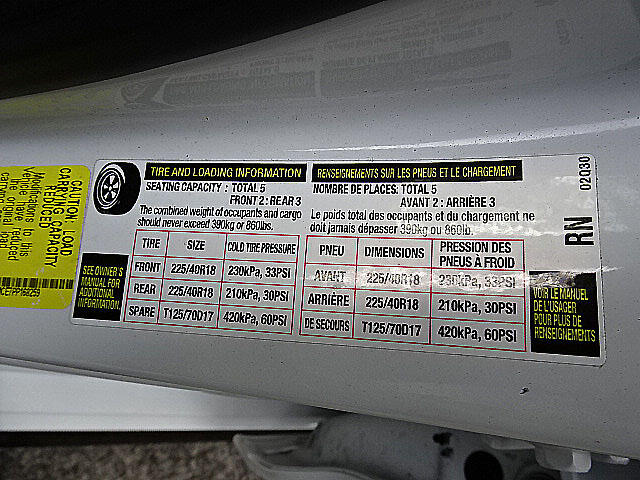 CAUTION: LOAD
CARRYING CAPACITY
REDUCED
Modifications to this
TIRE AND LOADING INFORMATION
SEATING CAPACITY : TOTAL 5
FRONT 2 : REAR 3
The combined weight of occupants and cargo
should never exceed 390kg or 860lbs.
TIRE SIZE COLD TIRE PRESSURE
FRONT 225/40R18 230kPa, 33PSI
REAR 225/40R18 210kPa, 30PSI
SPARE T125/70D17 420kPa, 60PSI
SEE OWNER'S
MANUAL FOR
ADDITIONAL
INFORMATION
RENSEIGNEMENTS SUR LES PNEUS ET LE CHARGEMENT
NOMBRE DE PLACES: TOTAL 5
AVANT 2 : ARRIÈRE 3
Le poids total des occupants et du chargement ne
doit jamais dépasser 390kg ou 860lb.
PNEU DIMENSIONS PRESSION DES
PNEUS À FROID
AVANT 225/40R18 230kPa, 33PSI
ARRIÈRE 225/40R18 210kPa, 30PSI
DE SECOURS T125/70D17 420kPa, 60PSI
VOIR LE MANUEL
DE L'USAGER
POUR PLUS DE
RENSEIGNEMENTS
RN 02030